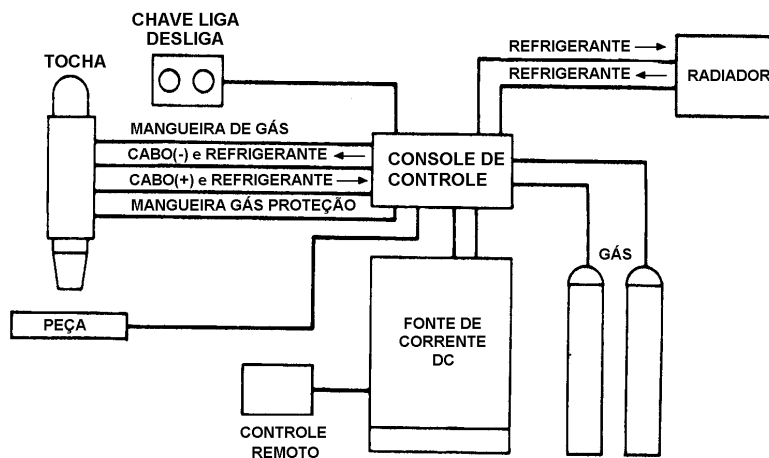 CHAVE LIGA
DESLIGA
TOCHA
REFRIGERANTE
REFRIGERANTE
RADIADOR
MANGUEIRA DE GÁS
CABO(-) e REFRIGERANTE
CABO(+) e REFRIGERANTE
MANGUEIRA GÁS PROTEÇÃO
CONSOLE DE
CONTROLE
GÁS
PEÇA
FONTE DE
CORRENTE
DC
CONTROLE
REMOTO